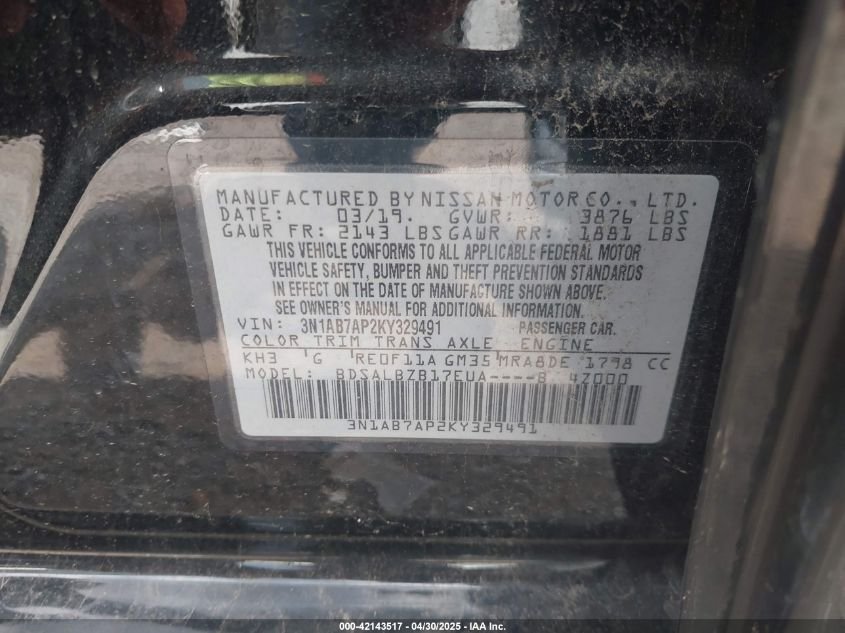 MANUFACTURED BY NISSAN MOTOR CO., LTD.
DATE: 03/19. GVWR: 3876 LBS
GAWR FR: 2143 LBS GAWR RR: 1881 LBS
THIS VEHICLE CONFORMS TO ALL APPLICABLE FEDERAL MOTOR
VEHICLE SAFETY, BUMPER AND THEFT PREVENTION STANDARDS
IN EFFECT ON THE DATE OF MANUFACTURE SHOWN ABOVE.
SEE OWNER'S MANUAL FOR ADDITIONAL INFORMATION.
VIN: 3N1AB7AP2KY329491 PASSENGER CAR.
COLOR TRIM TRANS AXLE ENGINE
KH3 G RE0F11A GM35 MRA8DE 1798 CC
MODEL: BDSALBZB17EUA----B 4Z000
3N1AB7AP2KY329491
000-42143517 - 04/30/2025 - IAA Inc.